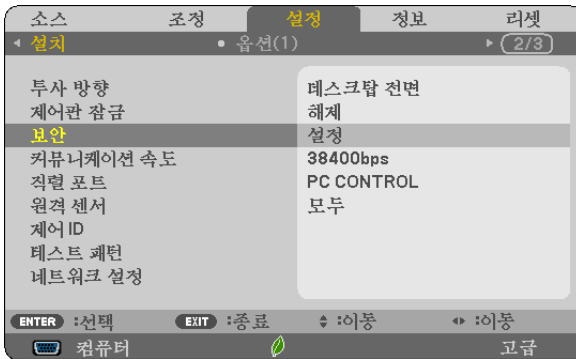 소스 조정 설정 정보 리셋
설치 • 옵션(1) 2/3
투사 방향 데스크탑 전면
제어판 잠금 해제
보안 설정
커뮤니케이션 속도 38400bps
직렬 포트 PC CONTROL
원격 센서 모두
제어 ID
테스트 패턴
네트워크 설정
ENTER :선택 EXIT :종료 :이동 :이동
컴퓨터 고급